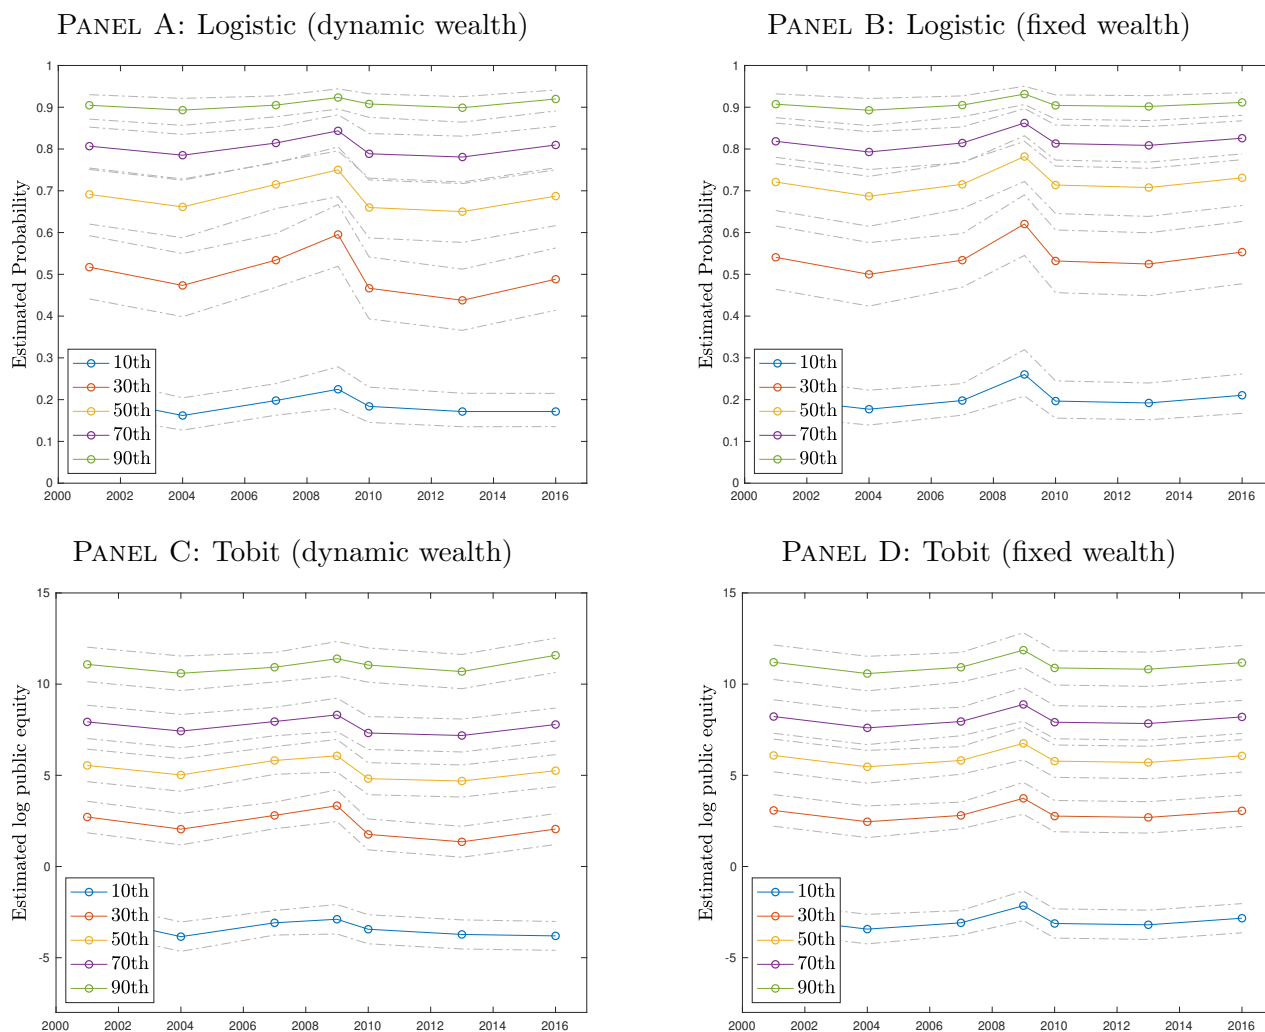 PANEL A: Logistic (dynamic wealth)
Estimated Probability
1
0.9
0.8
0.7
0.6
0.5
0.4
0.3
0.2
0.1
0
10th
30th
50th
70th
90th
2000 2002 2004 2006 2008 2010 2012 2014 2016
PANEL B: Logistic (fixed wealth)
Estimated Probability
1
0.9
0.8
0.7
0.6
0.5
0.4
0.3
0.2
0.1
0
10th
30th
50th
70th
90th
2000 2002 2004 2006 2008 2010 2012 2014 2016
PANEL C: Tobit (dynamic wealth)
Estimated log public equity
15
10
5
0
-5
10th
30th
50th
70th
90th
2000 2002 2004 2006 2008 2010 2012 2014 2016
PANEL D: Tobit (fixed wealth)
Estimated log public equity
15
10
5
0
-5
10th
30th
50th
70th
90th
2000 2002 2004 2006 2008 2010 2012 2014 2016